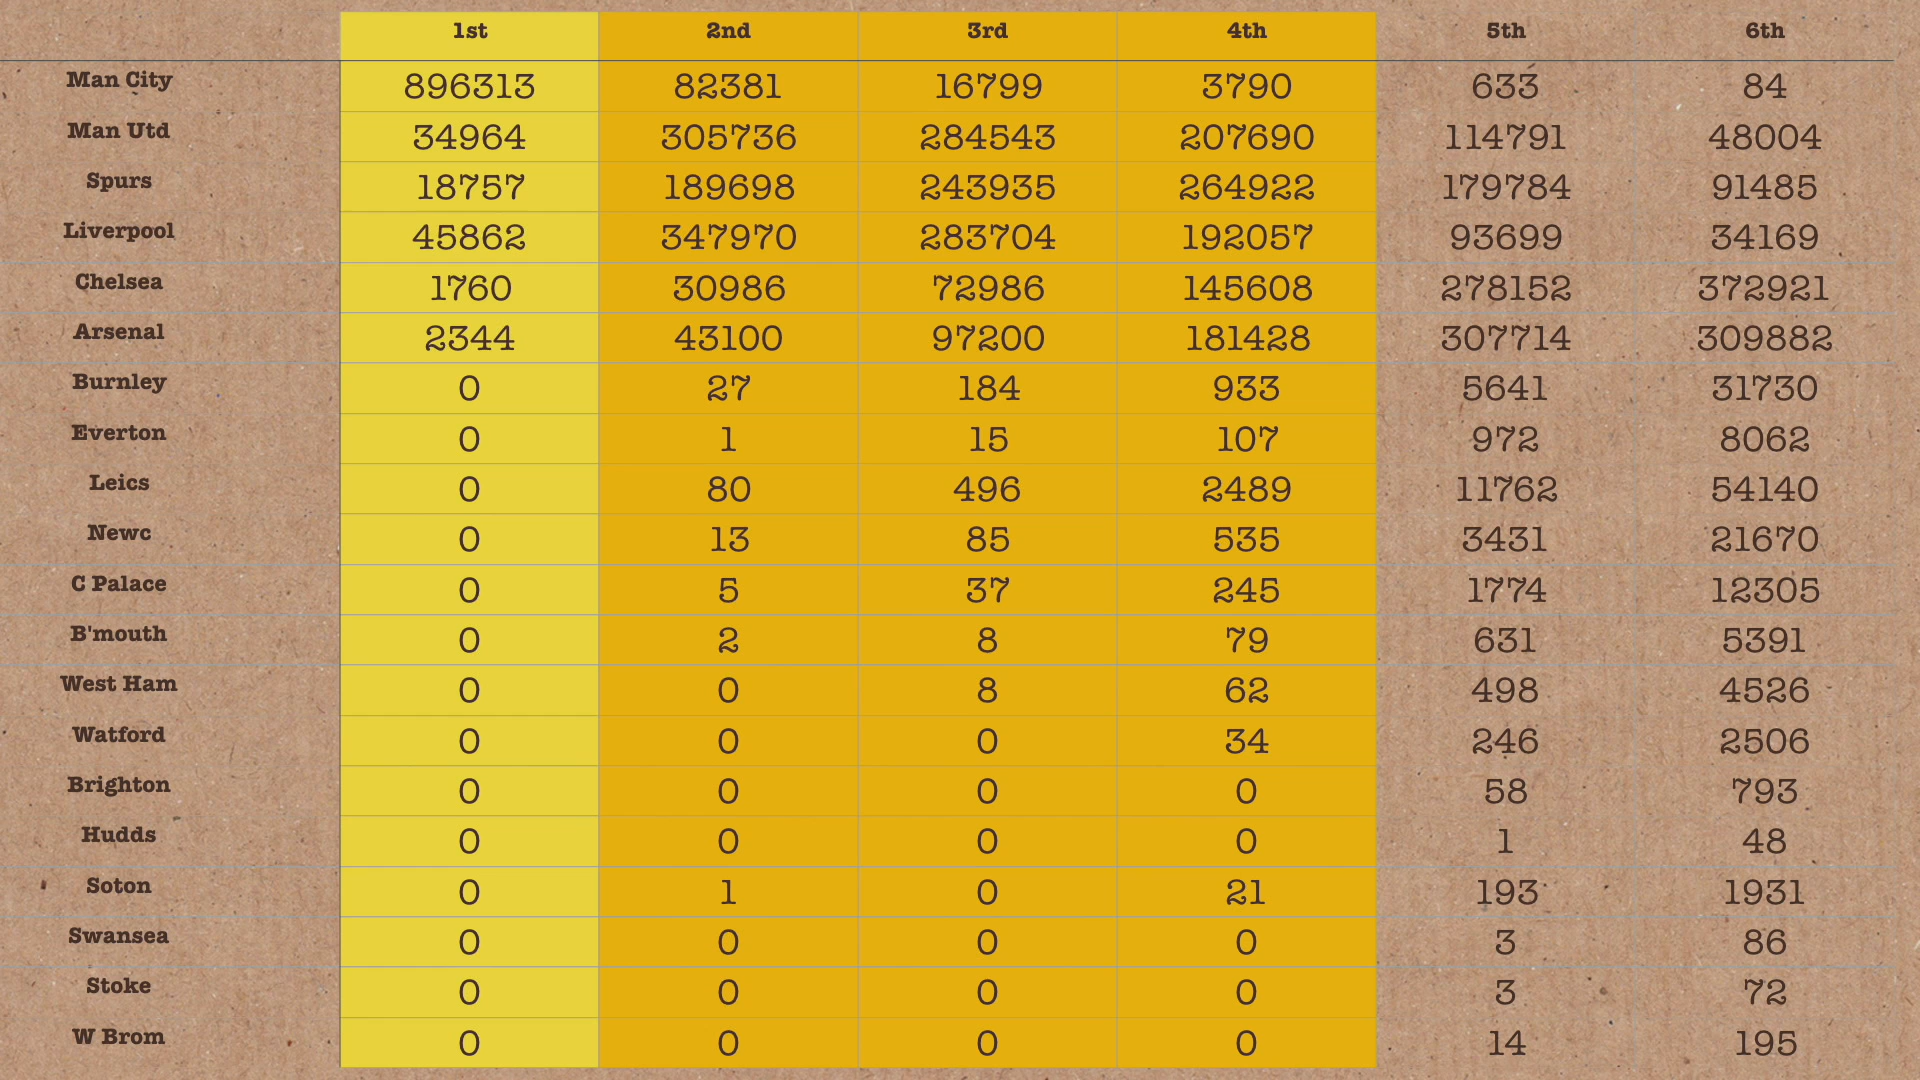 1st 2nd 3rd 4th 5th 6th
Man City 896313 82381 16799 3790 633 84
Man Utd 34964 305736 284543 207690 114791 48004
Spurs 18757 189698 243935 264922 179784 91485
Liverpool 45862 347970 283704 192057 93699 34169
Chelsea 1760 30986 72986 145608 278152 372921
Arsenal 2344 43100 97200 181428 307714 309882
Burnley 0 27 184 933 5641 31730
Everton 0 1 15 107 972 8062
Leics 0 80 496 2489 11762 54140
Newc 0 13 85 535 3431 21670
C Palace 0 5 37 245 1774 12305
B'mouth 0 2 8 79 631 5391
West Ham 0 0 8 62 498 4526
Watford 0 0 0 34 246 2506
Brighton 0 0 0 0 58 793
Hudds 0 0 0 0 1 48
Soton 0 1 0 21 193 1931
Swansea 0 0 0 0 3 86
Stoke 0 0 0 0 3 72
W Brom 0 0 0 0 14 195